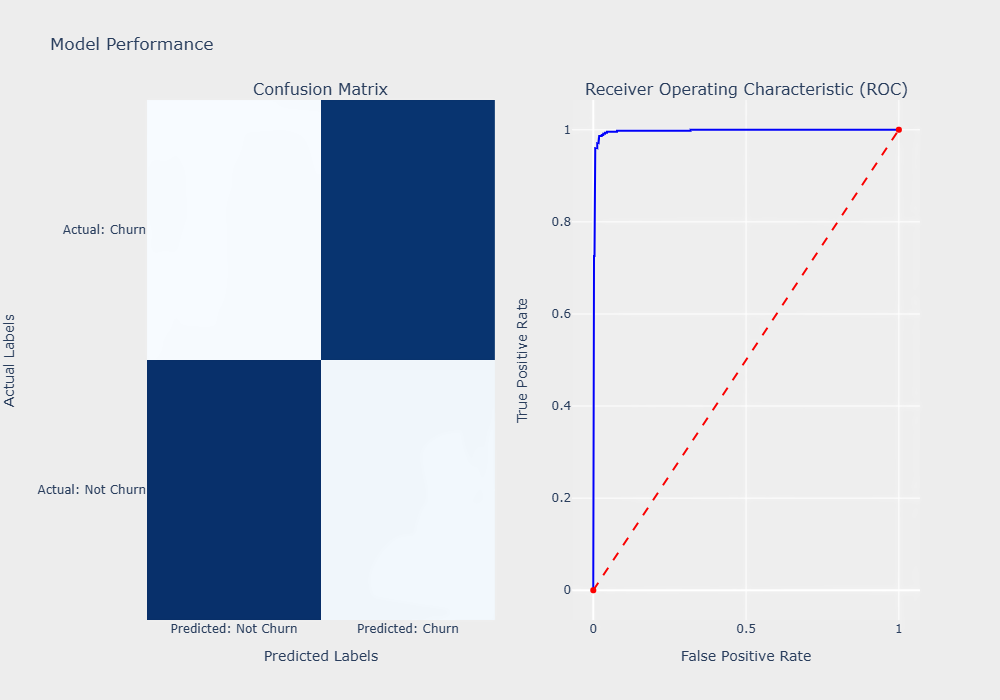 Model Performance
Confusion Matrix
Actual Labels
Actual: Churn
Actual: Not Churn
Predicted: Not Churn
Predicted: Churn
Predicted Labels
Receiver Operating Characteristic (ROC)
True Positive Rate
1
0.8
0.6
0.4
0.2
0
0
0.5
1
False Positive Rate